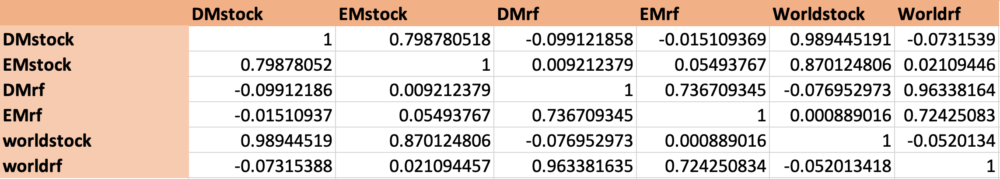 DMstock EMstock DMrf EMrf Worldstock Worldrf
DMstock 1 0.798780518 -0.099121858 -0.015109369 0.989445191 -0.0731539
EMstock 0.79878052 1 0.009212379 0.05493767 0.870124806 0.02109446
DMrf -0.09912186 0.009212379 1 0.736709345 -0.076952973 0.96338164
EMrf -0.01510937 0.05493767 0.736709345 1 0.000889016 0.72425083
worldstock 0.98944519 0.870124806 -0.076952973 0.000889016 1 -0.0520134
worldrf -0.07315388 0.021094457 0.963381635 0.724250834 -0.052013418 1